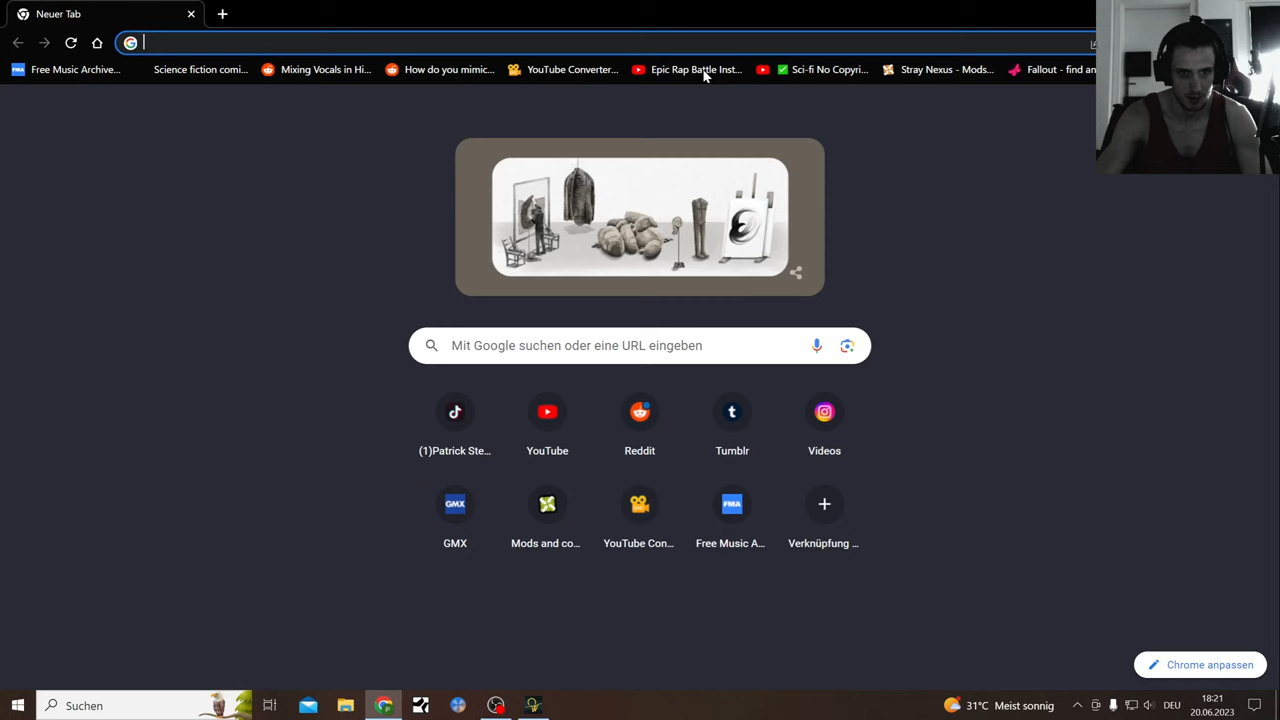 Neuer Tab
Free Music Archive...
Science fiction comi...
Mixing Vocals in Hi...
How do you mimic...
YouTube Converter...
Epic Rap Battle Inst...
Sci-fi No Copyri...
Stray Nexus - Mods...
Fallout - find an
Mit Google suchen oder eine URL eingeben
(1)Patrick Ste...
YouTube
Reddit
Tumblr
Videos
GMX
FMA
GMX
Mods and co...
YouTube Con...
Free Music A...
Verknüpfung ...
Chrome anpassen
Suchen
31°C Meist sonnig
DEU
18:21
20.06.2023